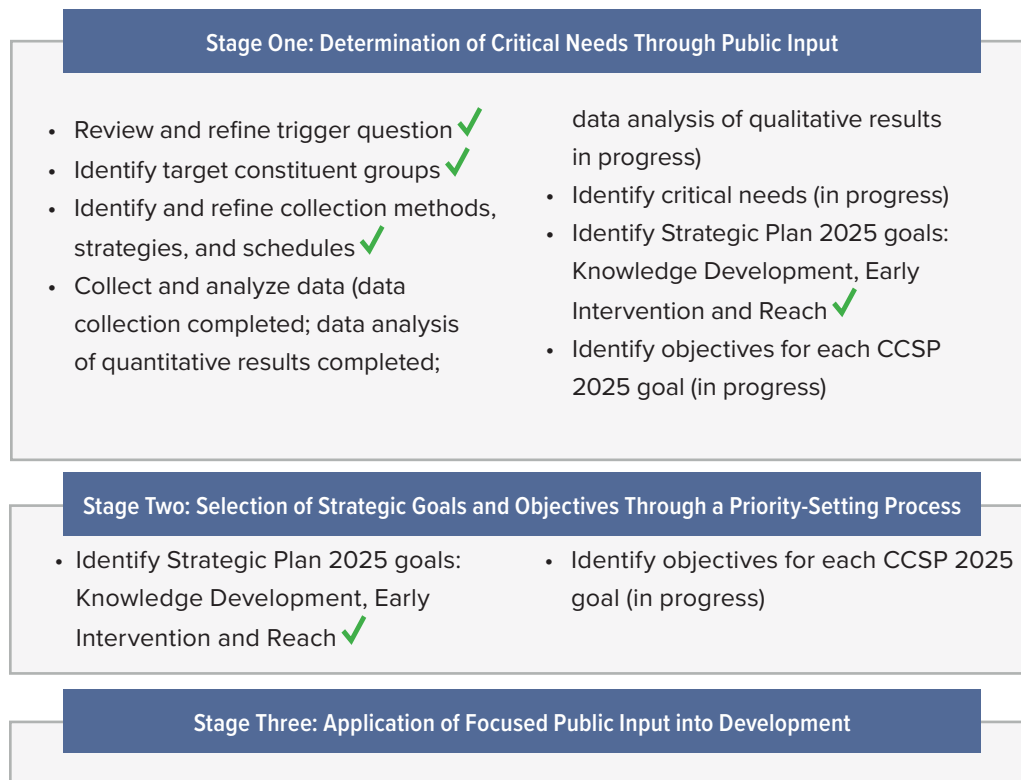 Stage One: Determination of Critical Needs Through Public Input
• Review and refine trigger question ✓
• Identify target constituent groups ✓
• Identify and refine collection methods,
strategies, and schedules ✓
• Collect and analyze data (data
collection completed; data analysis
of quantitative results completed;
data analysis of qualitative results
in progress)
• Identify critical needs (in progress)
• Identify Strategic Plan 2025 goals:
Knowledge Development, Early
Intervention and Reach ✓
• Identify objectives for each CCSP
2025 goal (in progress)
Stage Two: Selection of Strategic Goals and Objectives Through a Priority-Setting Process
• Identify Strategic Plan 2025 goals:
Knowledge Development, Early
Intervention and Reach ✓
• Identify objectives for each CCSP 2025
goal (in progress)
Stage Three: Application of Focused Public Input into Development